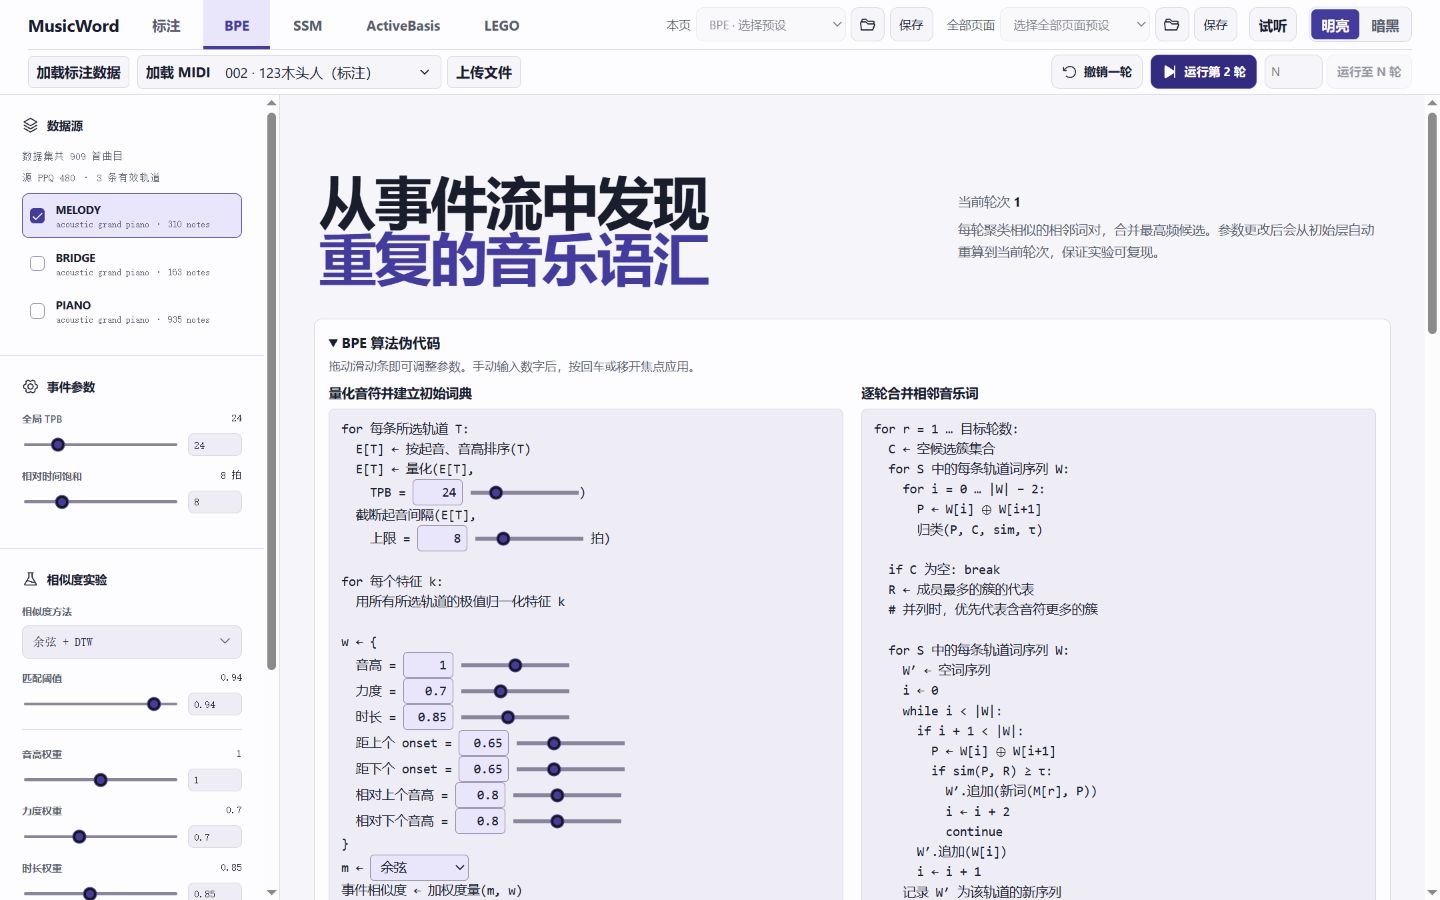 MusicWord 标注 BPE SSM ActiveBasis LEGO 本页 BPE · 选择预设 保存 全部页面 选择全部页面预设 保存 试听 明亮 暗黑
加载标注数据 加载 MIDI 002 · 123木头人（标注） 上传文件 撤销一轮 运行第 2 轮 N 运行至 N 轮
数据源
数据集共 909 首曲目
源 PPQ 480 · 3 条有效轨道
MELODY
acoustic grand piano · 310 notes
BRIDGE
acoustic grand piano · 163 notes
PIANO
acoustic grand piano · 935 notes
事件参数
全局 TPB 24
24
相对时间饱和 8 拍
8
相似度实验
相似度方法
余弦 + DTW
匹配阈值 0.94
0.94
音高权重 1
1
力度权重 0.7
0.7
时长权重 0.85
0.85
从事件流中发现
重复的音乐语汇
当前轮次 1
每轮聚类相似的相邻词对，合并最高频候选。参数更改后会从初始层自动
重算到当前轮次，保证实验可复现。
▼ BPE 算法伪代码
拖动滑动条即可调整参数。手动输入数字后，按回车或移开焦点应用。
量化音符并建立初始词典
for 每条所选轨道 T:
E[T] ← 按起音、音高排序(T)
E[T] ← 量化(E[T],
TPB = 24 )
截断起音间隔(E[T],
上限 = 8 拍)
for 每个特征 k:
用所有所选轨道的极值归一化特征 k
w ← {
音高 = 1
力度 = 0.7
时长 = 0.85
距上个 onset = 0.65
距下个 onset = 0.65
相对上个音高 = 0.8
相对下个音高 = 0.8
}
m ← 余弦
事件相似度 ← 加权度量(m, w)
逐轮合并相邻音乐词
for r = 1 … 目标轮数:
C ← 空候选簇集合
for S 中的每条轨道词序列 W:
for i = 0 … |W| − 2:
P ← W[i] ⊕ W[i+1]
归类(P, C, sim, τ)
if C 为空: break
R ← 成员最多的簇的代表
# 并列时，优先代表含音符更多的簇
for S 中的每条轨道词序列 W:
W′ ← 空词序列
i ← 0
while i < |W|:
if i + 1 < |W|:
P ← W[i] ⊕ W[i+1]
if sim(P, R) ≥ τ:
W′.追加(新词(M[r], P))
i ← i + 2
continue
W′.追加(W[i])
i ← i + 1
记录 W′ 为该轨道的新序列